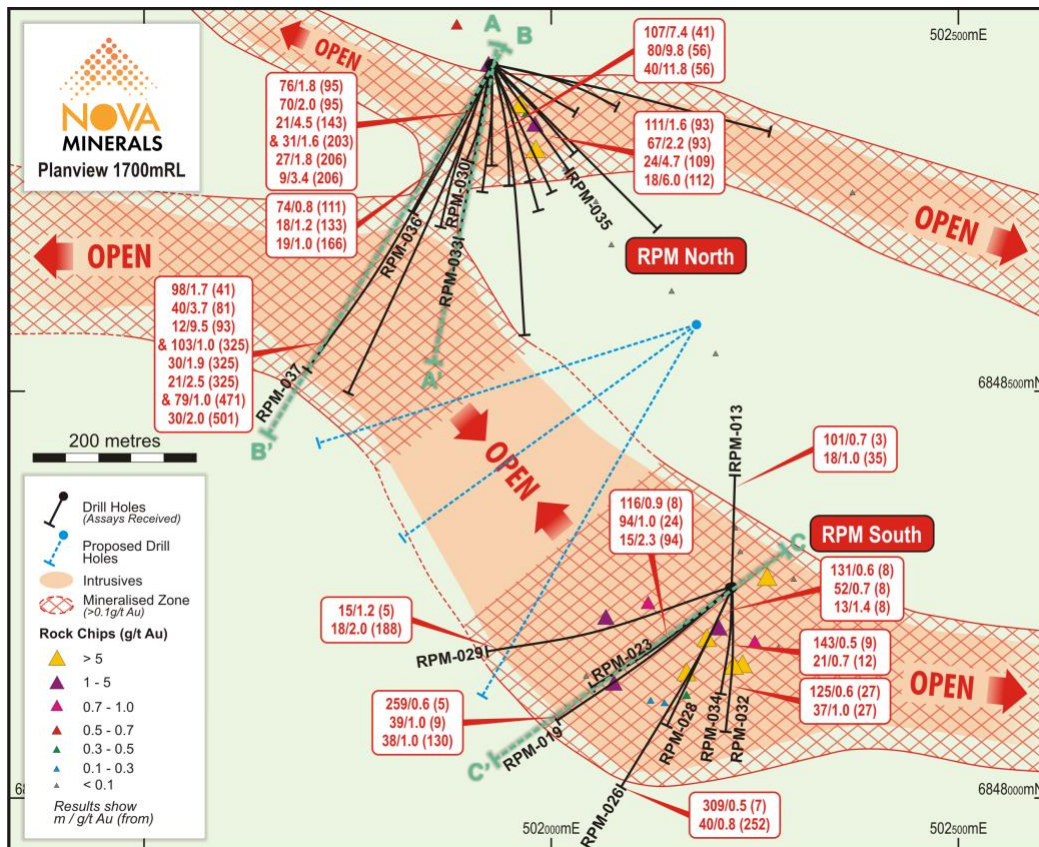 NOVA
MINERALS
Planview 1700mRL
OPEN
A
B
107/7.4 (41)
80/9.8 (56)
40/11.8 (56)
502500mE
76/1.8 (95)
70/2.0 (95)
21/4.5 (143)
& 31/1.6 (203)
27/1.8 (206)
9/3.4 (206)
111/1.6 (93)
67/2.2 (93)
24/4.7 (109)
18/6.0 (112)
74/0.8 (111)
18/1.2 (133)
19/1.0 (166)
RPM-030
RPM-035
RPM-036
RPM-033
RPM North
OPEN
OPEN
98/1.7 (41)
40/3.7 (81)
12/9.5 (93)
& 103/1.0 (325)
30/1.9 (325)
21/2.5 (325)
& 79/1.0 (471)
30/2.0 (501)
A'
RPM-037
B'
6848500mN
200 metres
OPEN
RPM-013
101/0.7 (3)
18/1.0 (35)
116/0.9 (8)
94/1.0 (24)
15/2.3 (94)
C
RPM South
131/0.6 (8)
52/0.7 (8)
13/1.4 (8)
15/1.2 (5)
18/2.0 (188)
RPM-029
RPM-023
143/0.5 (9)
21/0.7 (12)
125/0.6 (27)
37/1.0 (27)
OPEN
259/0.6 (5)
39/1.0 (9)
38/1.0 (130)
RPM-019
C'
RPM-028
RPM-034
RPM-032
RPM-026
309/0.5 (7)
40/0.8 (252)
Drill Holes
(Assays Received)
Proposed Drill
Holes
Intrusives
Mineralised Zone
(>0.1g/t Au)
Rock Chips (g/t Au)
> 5
1 - 5
0.7 - 1.0
0.5 - 0.7
0.3 - 0.5
0.1 - 0.3
< 0.1
Results show
m / g/t Au (from)
68
6848000mN
502000mE
502500mE